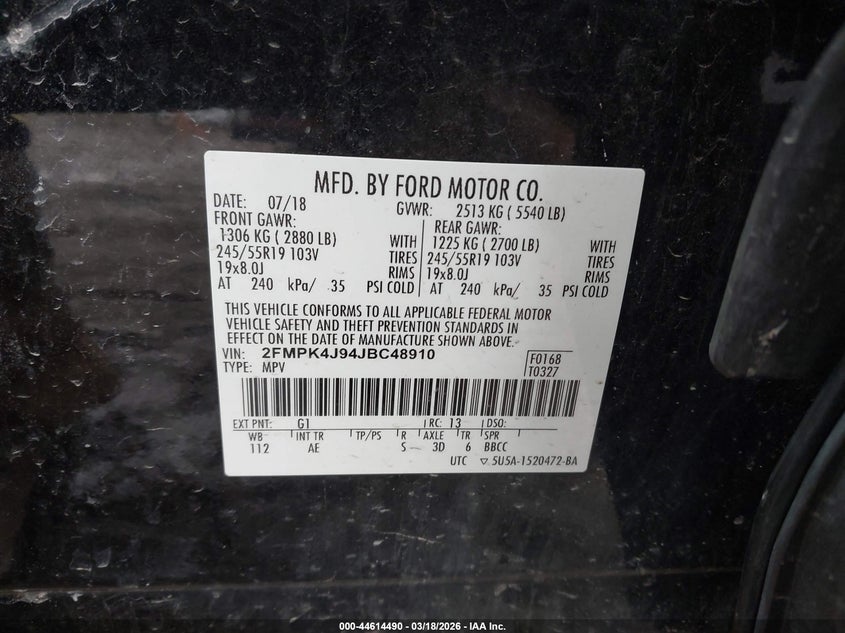 MFD. BY FORD MOTOR CO.
DATE: 07/18 GVWR: 2513 KG ( 5540 LB)
FRONT GAWR: REAR GAWR:
1306 KG ( 2880 LB) WITH 1225 KG ( 2700 LB) WITH
245/55R19 103V TIRES 245/55R19 103V TIRES
19x8.0J RIMS 19x8.0J RIMS
AT 240 kPa/ 35 PSI COLD AT 240 kPa/ 35 PSI COLD
THIS VEHICLE CONFORMS TO ALL APPLICABLE FEDERAL MOTOR
VEHICLE SAFETY AND THEFT PREVENTION STANDARDS IN
EFFECT ON THE DATE OF MANUFACTURE SHOWN ABOVE.
VIN: 2FMPK4J94JBC48910 F0168
TYPE: MPV T0327
EXT PNT: G1 RC: 13 DSO:
WB INT TR TP/PS R AXLE TR SPR
112 AE S 3D 6 BBCC
UTC ▽ 5U5A-1520472-BA
000-44614490 - 03/18/2026 - IAA Inc.